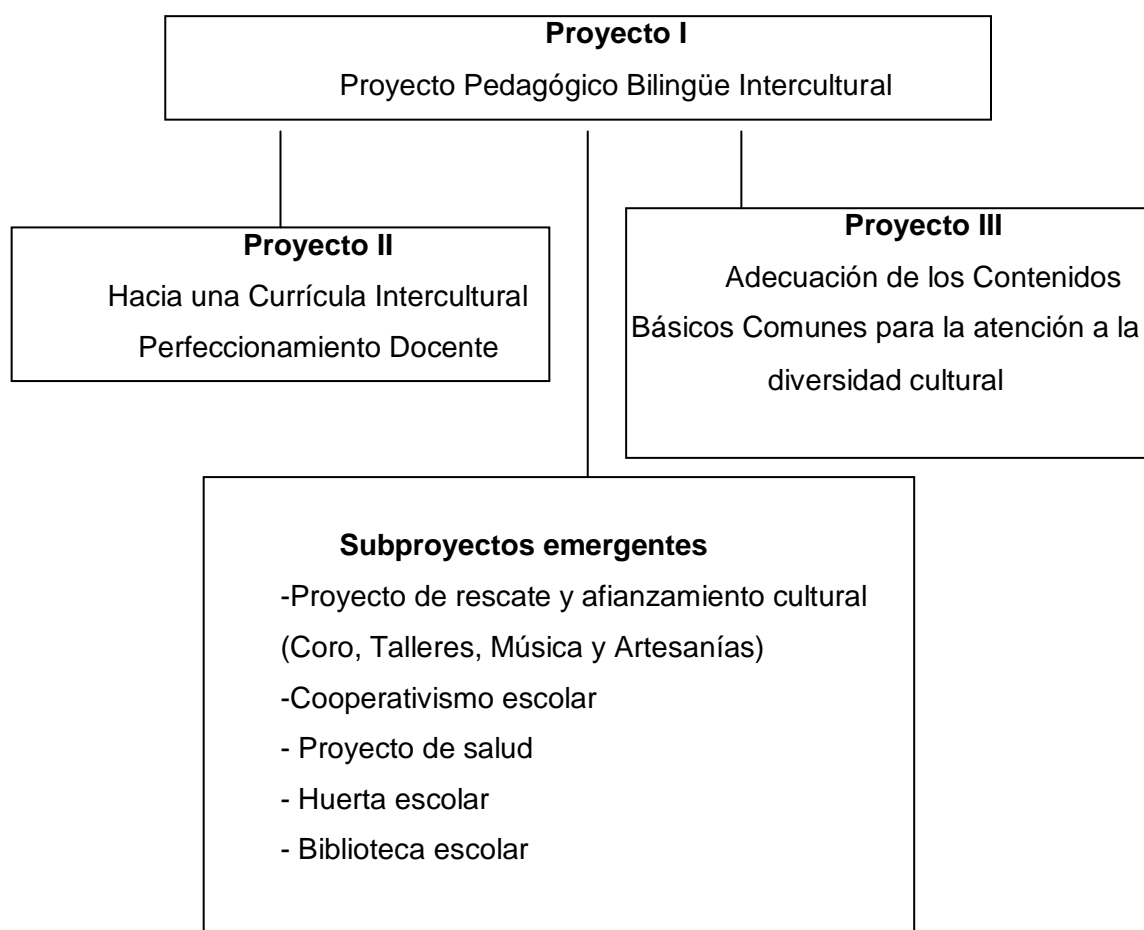 Proyecto I
Proyecto Pedagógico Bilingüe Intercultural
Proyecto II
Hacia una Currícula Intercultural
Perfeccionamiento Docente
Proyecto III
Adecuación de los Contenidos
Básicos Comunes para la atención a la
diversidad cultural
Subproyectos emergentes
-Proyecto de rescate y afianzamiento cultural
(Coro, Talleres, Música y Artesanías)
-Cooperativismo escolar
- Proyecto de salud
- Huerta escolar
- Biblioteca escolar